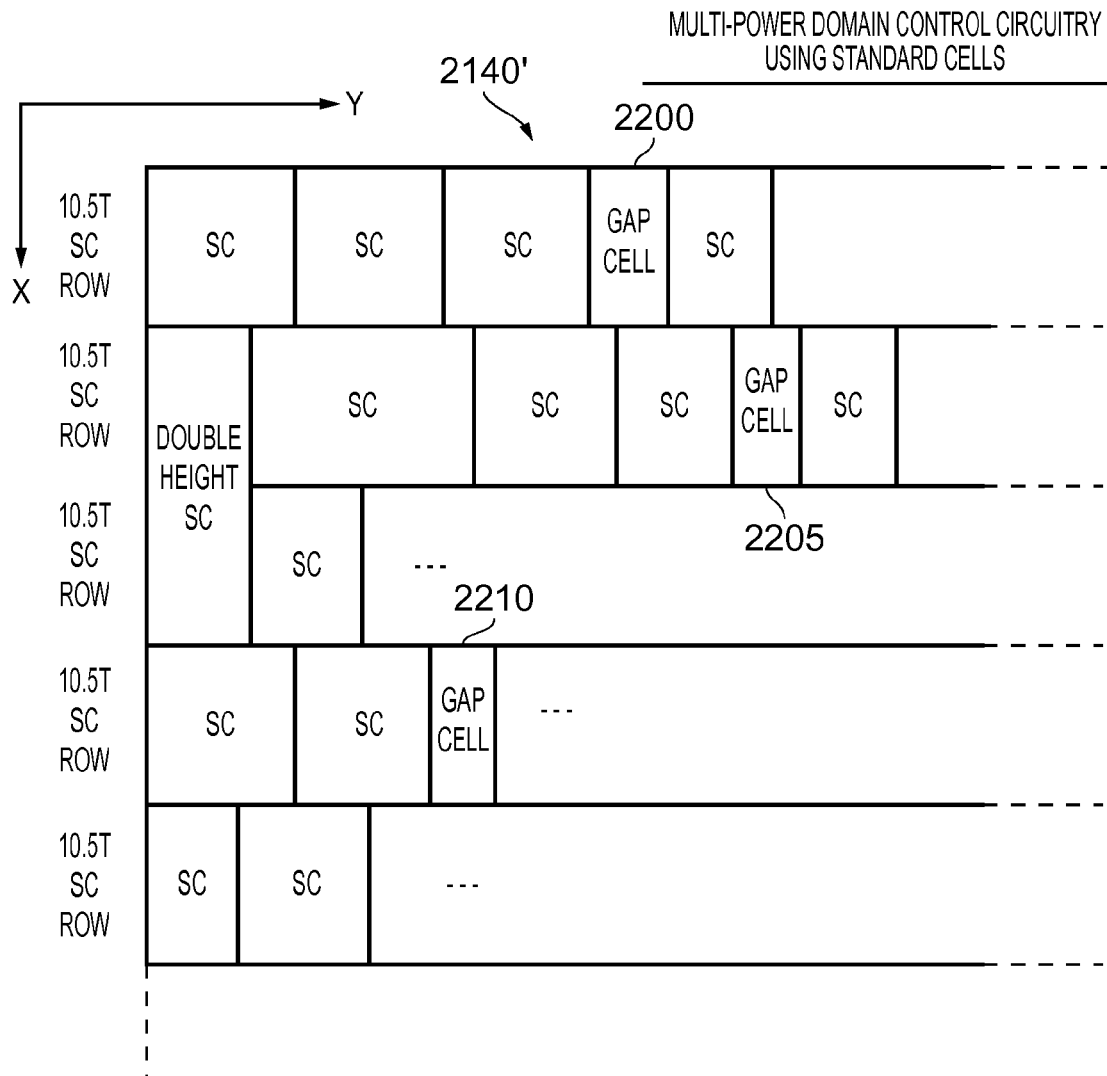 MULTI-POWER DOMAIN CONTROL CIRCUITRY
USING STANDARD CELLS
2140'
Y
2200
X
10.5T
SC
ROW
SC
SC
SC
GAP
CELL
SC
10.5T
SC
ROW
DOUBLE
HEIGHT
SC
SC
SC
SC
GAP
CELL
SC
2205
10.5T
SC
ROW
SC
---
2210
10.5T
SC
ROW
SC
SC
GAP
CELL
---
10.5T
SC
ROW
SC
SC
---